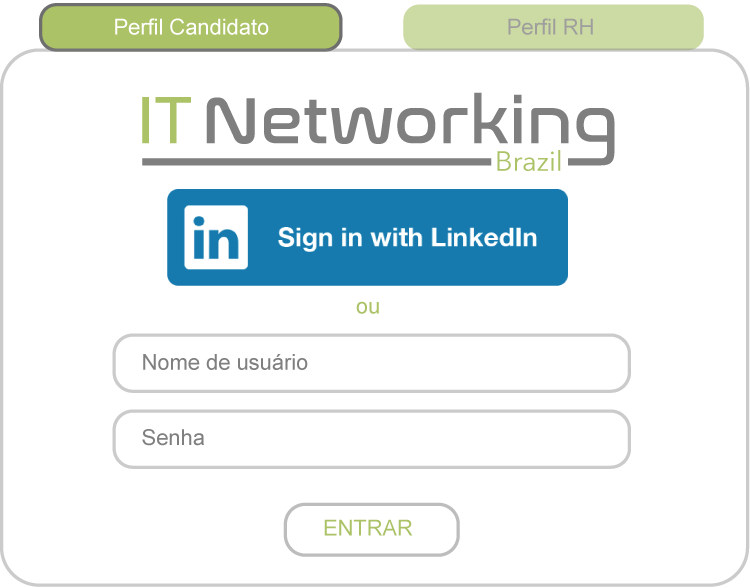 Perfil Candidato
Perfil RH
IT Networking
Brazil
in Sign in with LinkedIn
ou
Nome de usuário
Senha
ENTRAR